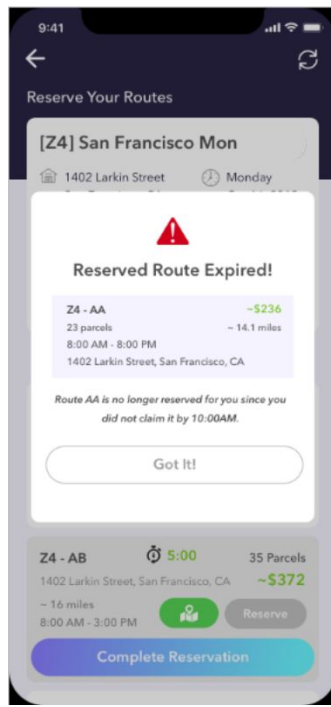 9:41
Reserve Your Routes
[Z4] San Francisco Mon
1402 Larkin Street Monday
Reserved Route Expired!
Z4 - AA ~$236
23 parcels ~ 14.1 miles
8:00 AM - 8:00 PM
1402 Larkin Street, San Francisco, CA
Route AA is no longer reserved for you since you
did not claim it by 10:00AM.
Got It!
Z4 - AB 5:00 35 Parcels
1402 Larkin Street, San Francisco, CA ~$372
~ 16 miles
8:00 AM - 3:00 PM Reserve
Complete Reservation